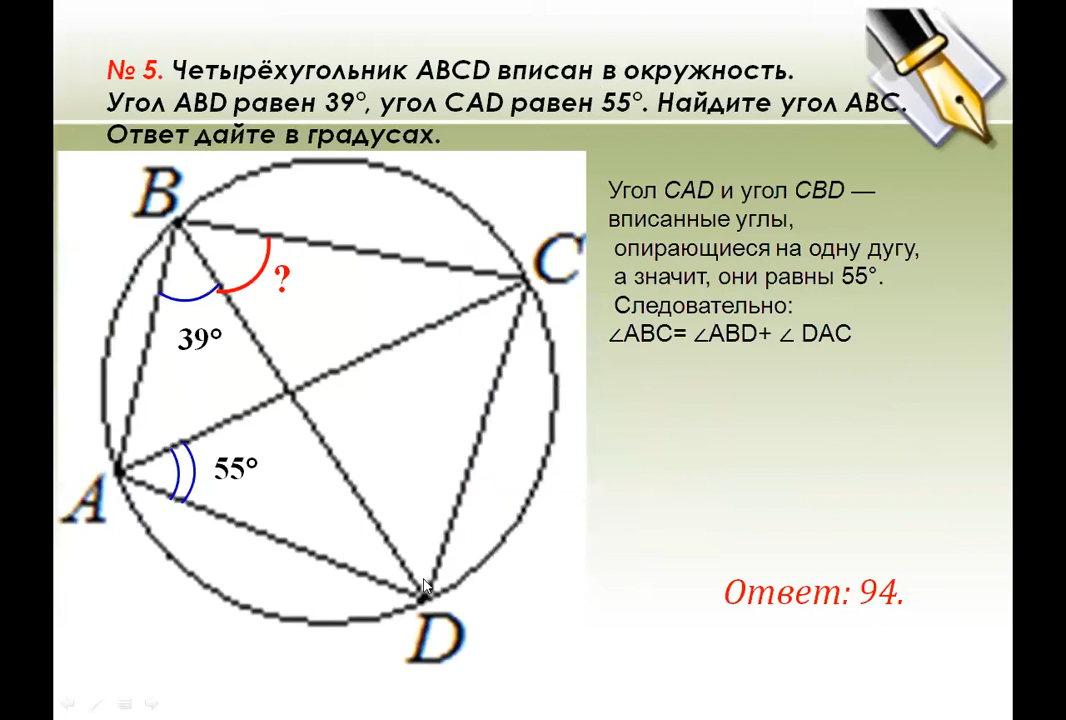 № 5. Четырёхугольник ABCD вписан в окружность.
Угол ABD равен 39°, угол CAD равен 55°. Найдите угол ABC.
Ответ дайте в градусах.
Угол CAD и угол CBD —
вписанные углы,
опирающиеся на одну дугу,
а значит, они равны 55°.
Следовательно:
∠ABC= ∠ABD+ ∠ DAC
B
C
?
39°
55°
A
D
Ответ: 94.